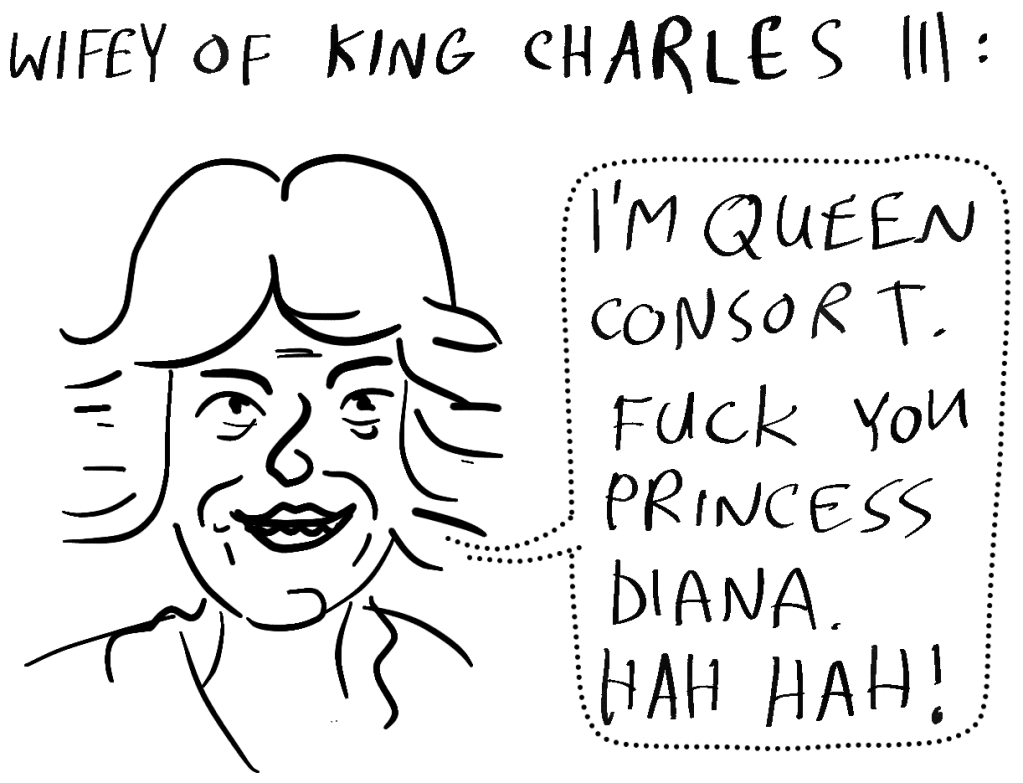 WIFEY OF KING CHARLES III:
I'M QUEEN
CONSORT.
FUCK YOU
PRINCESS
DIANA.
HAH HAH!